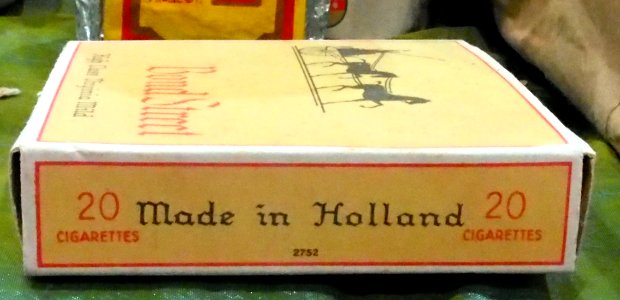 Bond Street
20 Made in Holland 20
CIGARETTES CIGARETTES
2752